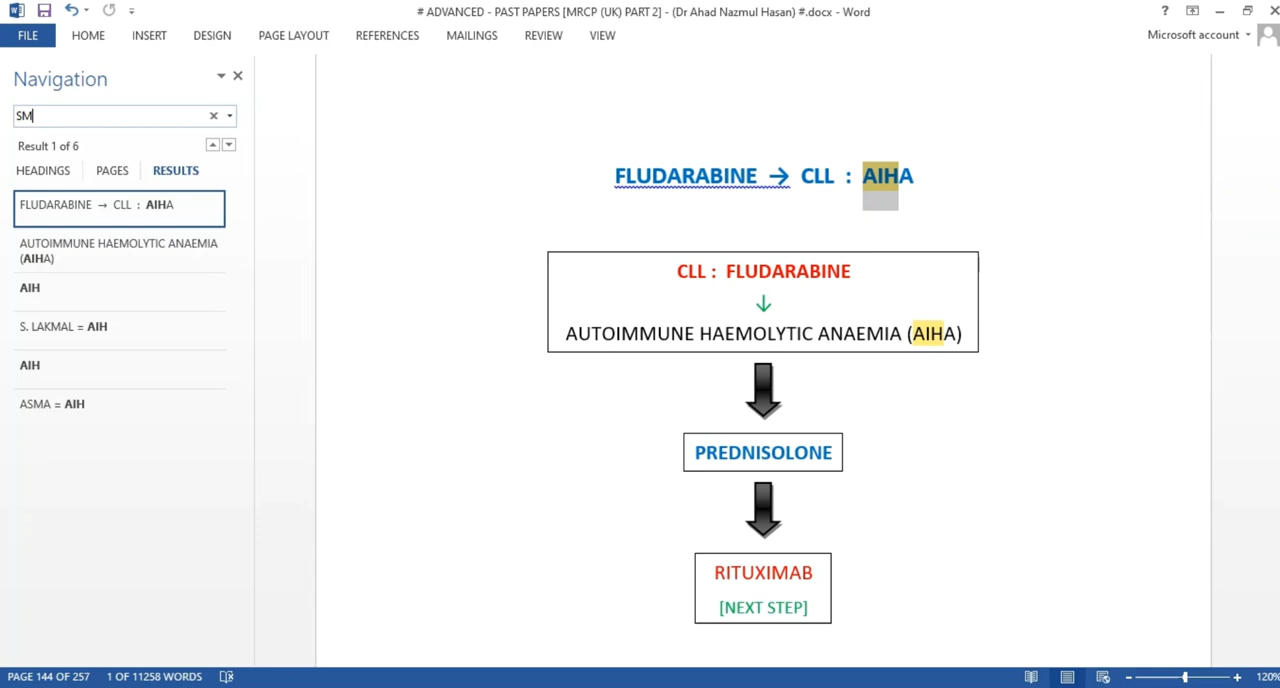 # ADVANCED - PAST PAPERS [MRCP (UK) PART 2] - (Dr Ahad Nazmul Hasan) #.docx - Word
?
FILE HOME INSERT DESIGN PAGE LAYOUT REFERENCES MAILINGS REVIEW VIEW Microsoft account
Navigation
SM
Result 1 of 6
HEADINGS PAGES RESULTS
FLUDARABINE → CLL : AIHA
AUTOIMMUNE HAEMOLYTIC ANAEMIA
(AIHA)
AIH
S. LAKMAL = AIH
AIH
ASMA = AIH
FLUDARABINE → CLL : AIHA
CLL : FLUDARABINE
↓
AUTOIMMUNE HAEMOLYTIC ANAEMIA (AIHA)
PREDNISOLONE
RITUXIMAB
[NEXT STEP]
PAGE 144 OF 257 1 OF 11258 WORDS 120%